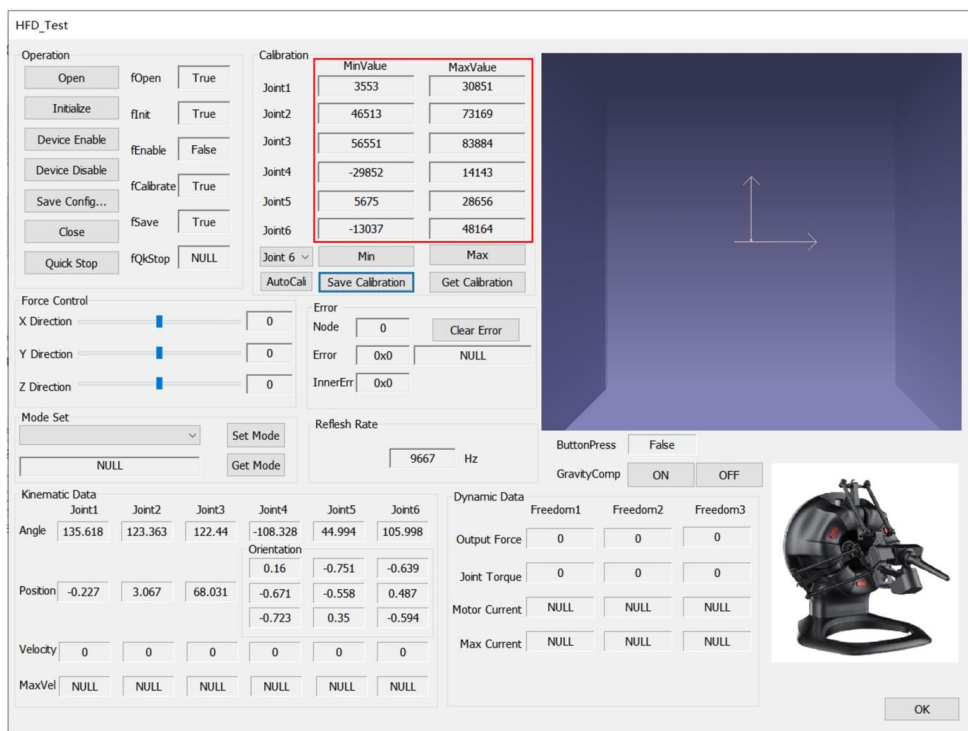 HFD_Test
Operation
Open fOpen True
Initialize fInit True
Device Enable fEnable False
Device Disable fCalibrate True
Save Config... fSave True
Close
Quick Stop fQkStop NULL
Calibration
MinValue MaxValue
Joint1 3553 30851
Joint2 46513 73169
Joint3 56551 83884
Joint4 -29852 14143
Joint5 5675 28656
Joint6 -13037 48164
Joint 6 Min Max
AutoCali Save Calibration Get Calibration
Force Control
X Direction 0
Y Direction 0
Z Direction 0
Error
Node 0 Clear Error
Error 0x0 NULL
InnerErr 0x0
Mode Set
Set Mode
NULL Get Mode
Reflesh Rate
9667 Hz
ButtonPress False
GravityComp ON OFF
Kinematic Data
Joint1 Joint2 Joint3 Joint4 Joint5 Joint6
Angle 135.618 123.363 122.44 -108.328 44.994 105.998
Orientation
0.16 -0.751 -0.639
Position -0.227 3.067 68.031 -0.671 -0.558 0.487
-0.723 0.35 -0.594
Velocity 0 0 0 0 0 0
MaxVel NULL NULL NULL NULL NULL NULL
Dynamic Data
Freedom1 Freedom2 Freedom3
Output Force 0 0 0
Joint Torque 0 0 0
Motor Current NULL NULL NULL
Max Current NULL NULL NULL
OK